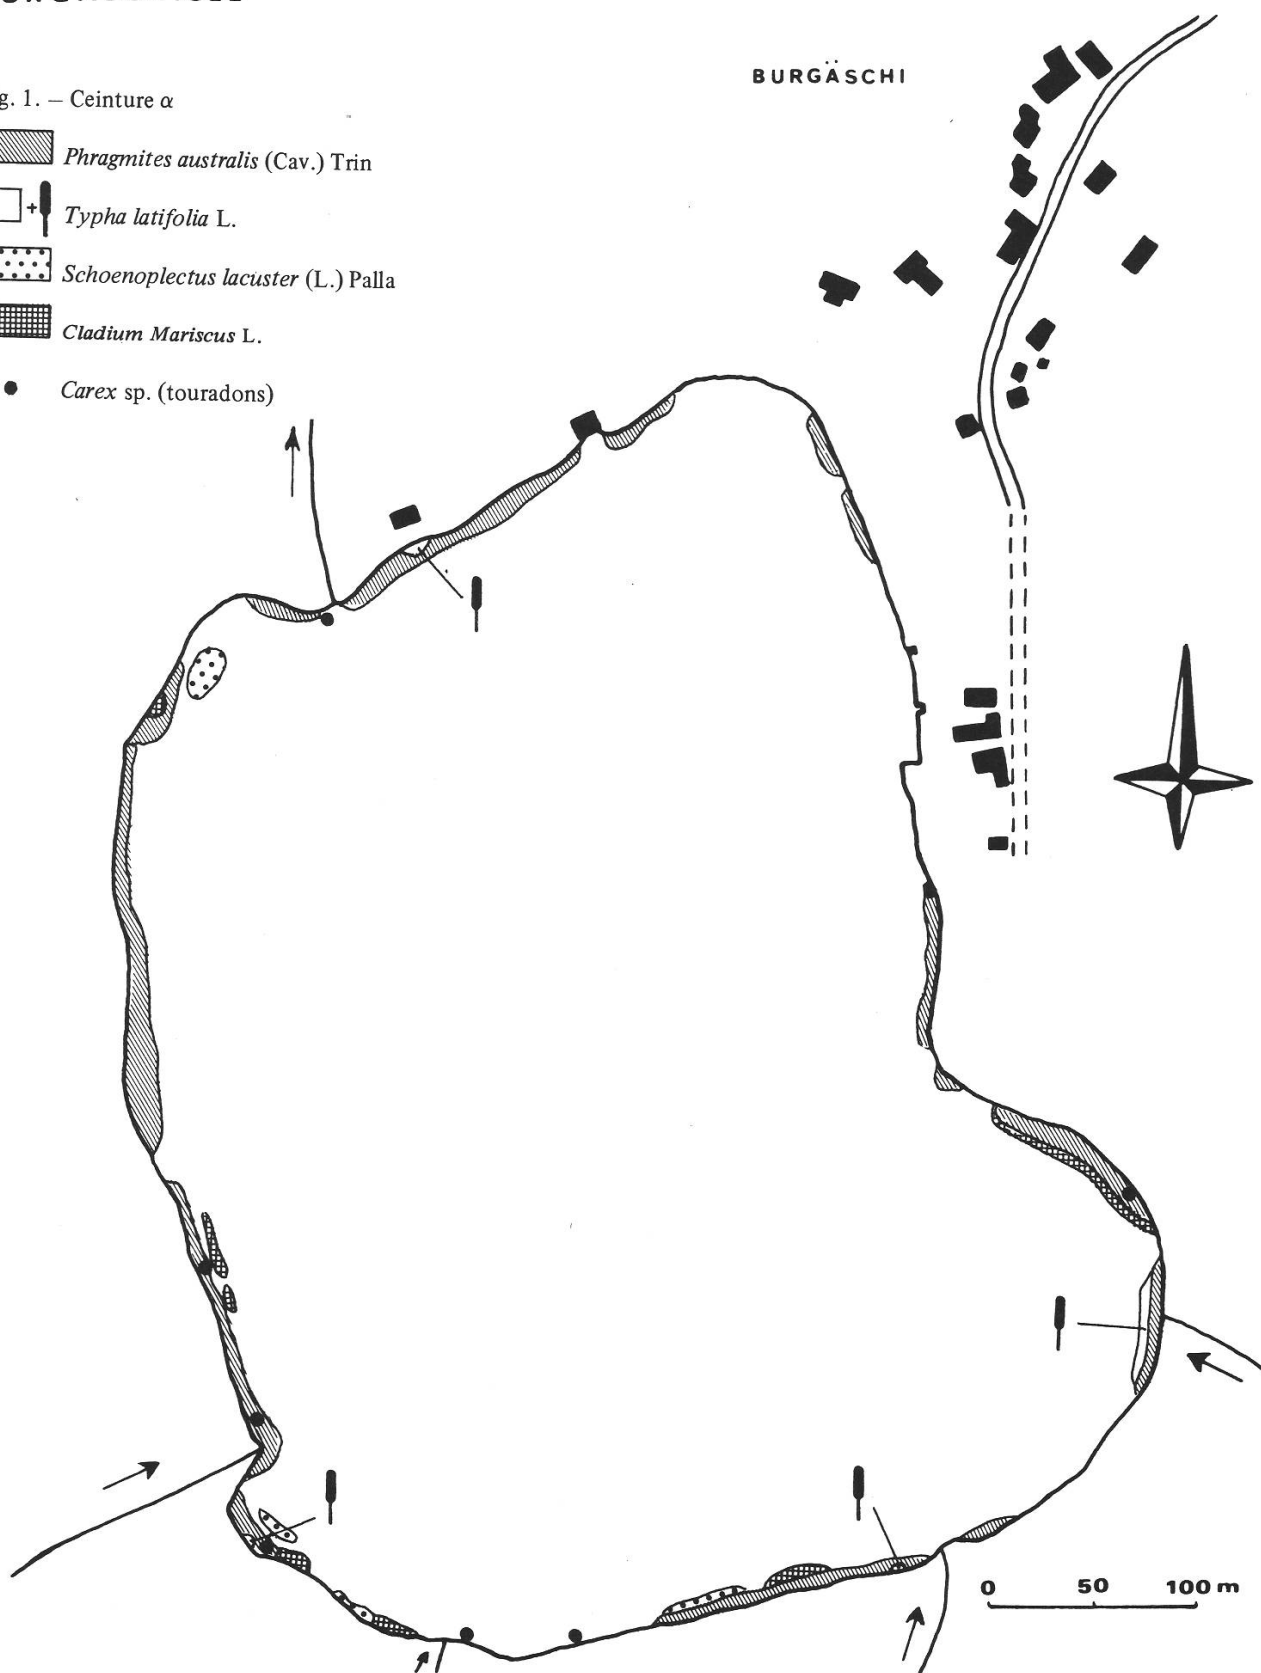 BURGÄSCHI
g. 1. — Ceinture α
Phragmites australis (Cav.) Trin
+ Typha latifolia L.
Schoenoplectus lacuster (L.) Palla
Cladium Mariscus L.
Carex sp. (touradons)
0 50 100 m